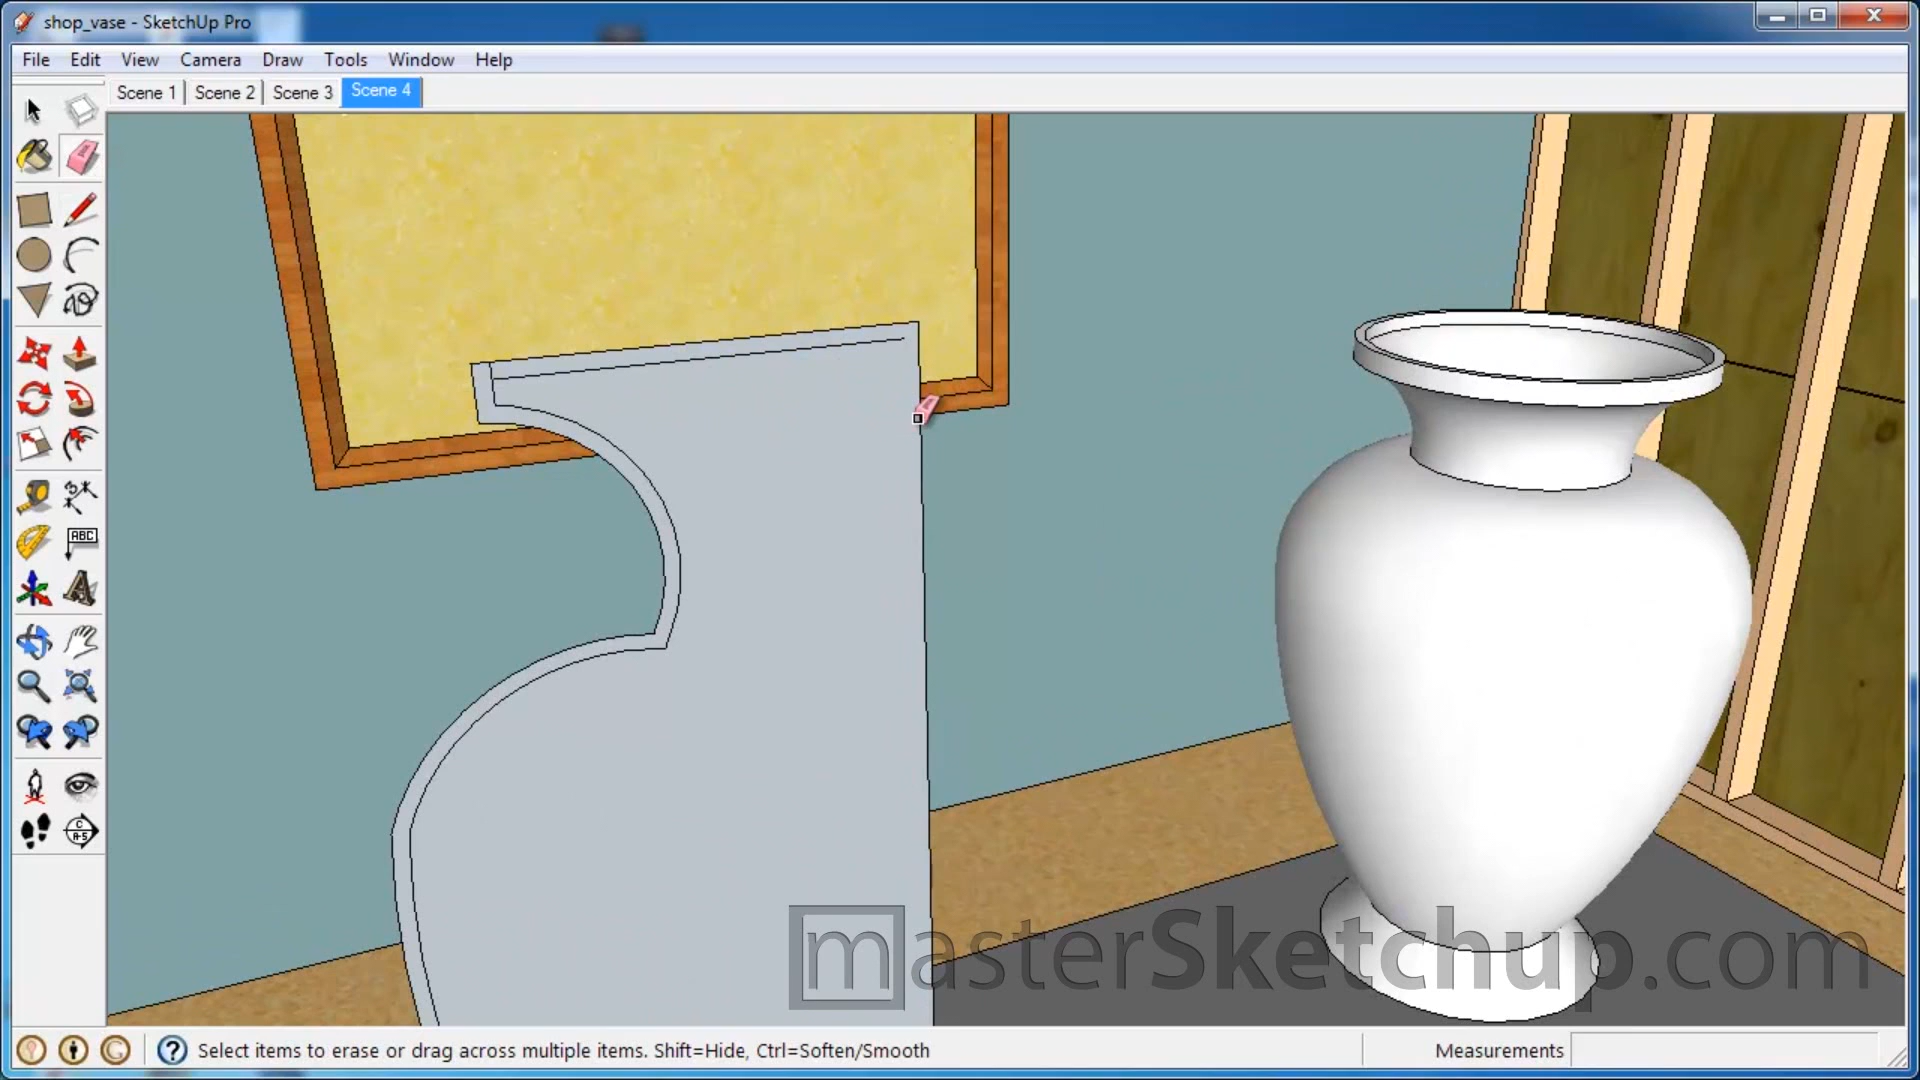 shop_vase - SketchUp Pro
File Edit View Camera Draw Tools Window Help
Scene 1 Scene 2 Scene 3 Scene 4
ABC
C
A-5
masterSketchup.com
Select items to erase or drag across multiple items. Shift=Hide, Ctrl=Soften/Smooth
Measurements